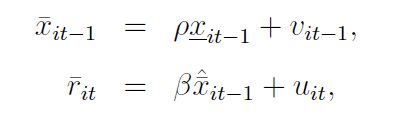 x̄_{it−1} = ρx̲_{it−1} + v_{it−1},
r̄_{it} = βx̄̂_{it−1} + u_{it},